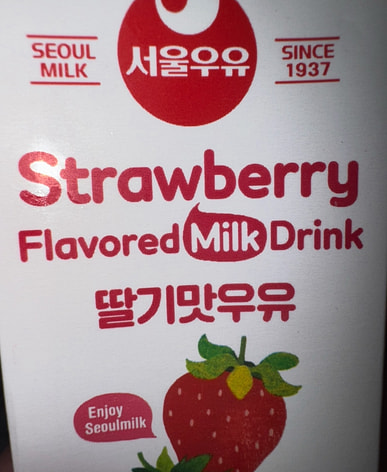 SEOUL
MILK
서울우유
SINCE
1937
Strawberry
Flavored Milk Drink
딸기맛우유
Enjoy
Seoulmilk